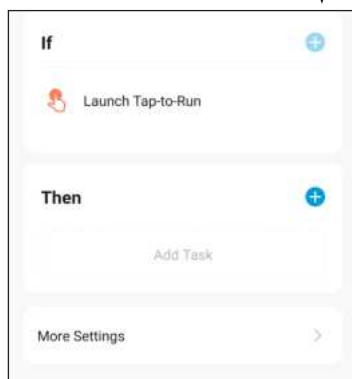 If
Launch Tap-to-Run
Then
Add Task
More Settings